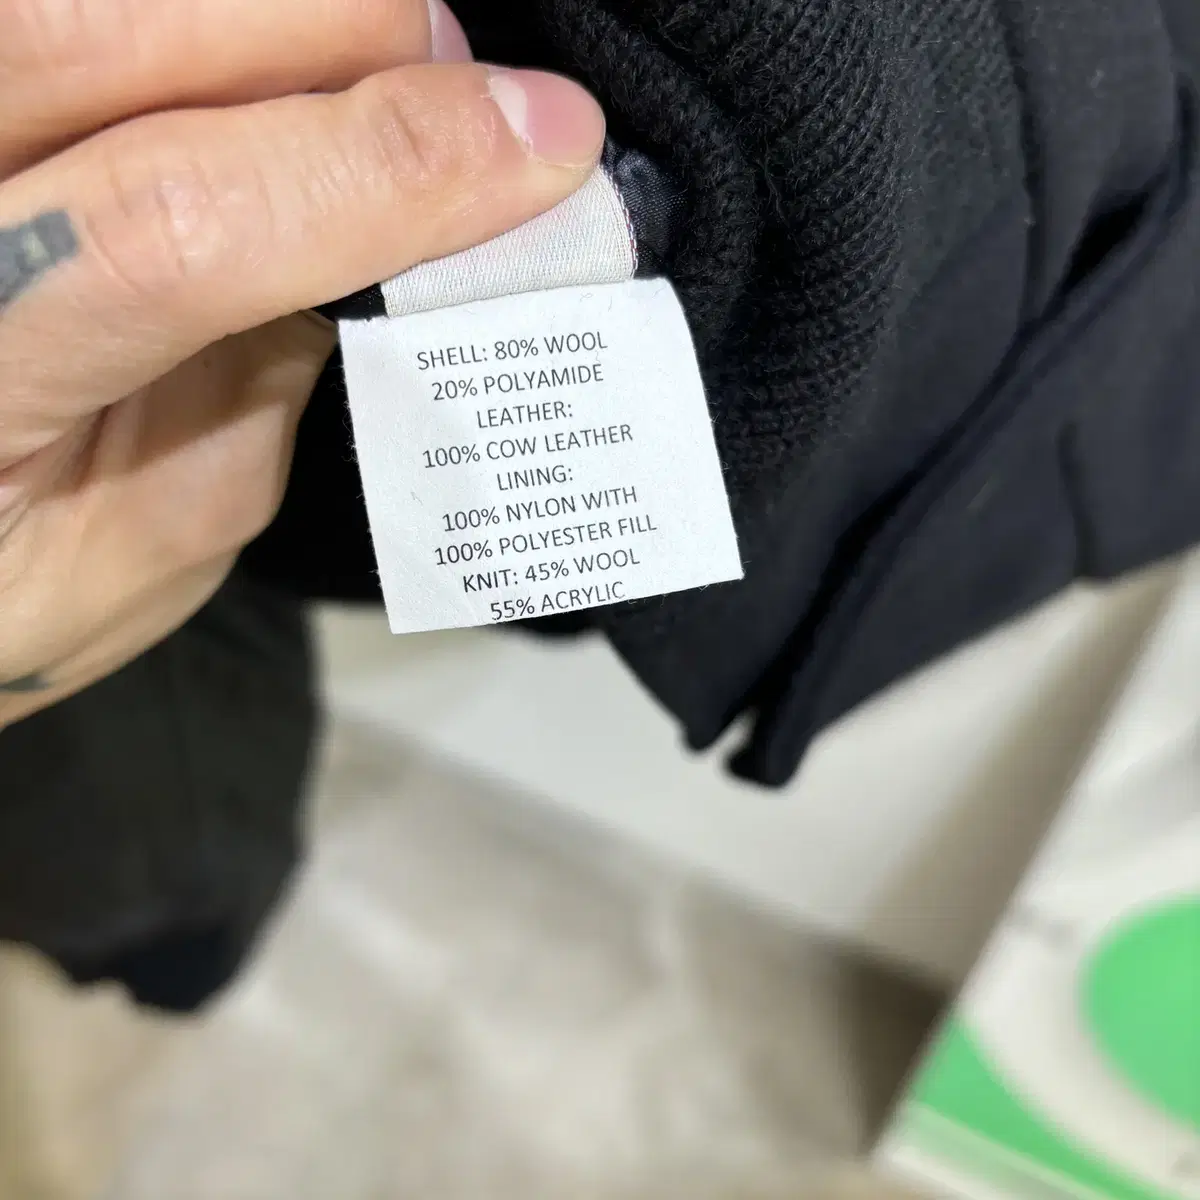 SHELL: 80% WOOL
20% POLYAMIDE
LEATHER:
100% COW LEATHER
LINING:
100% NYLON WITH
100% POLYESTER FILL
KNIT: 45% WOOL
55% ACRYLIC